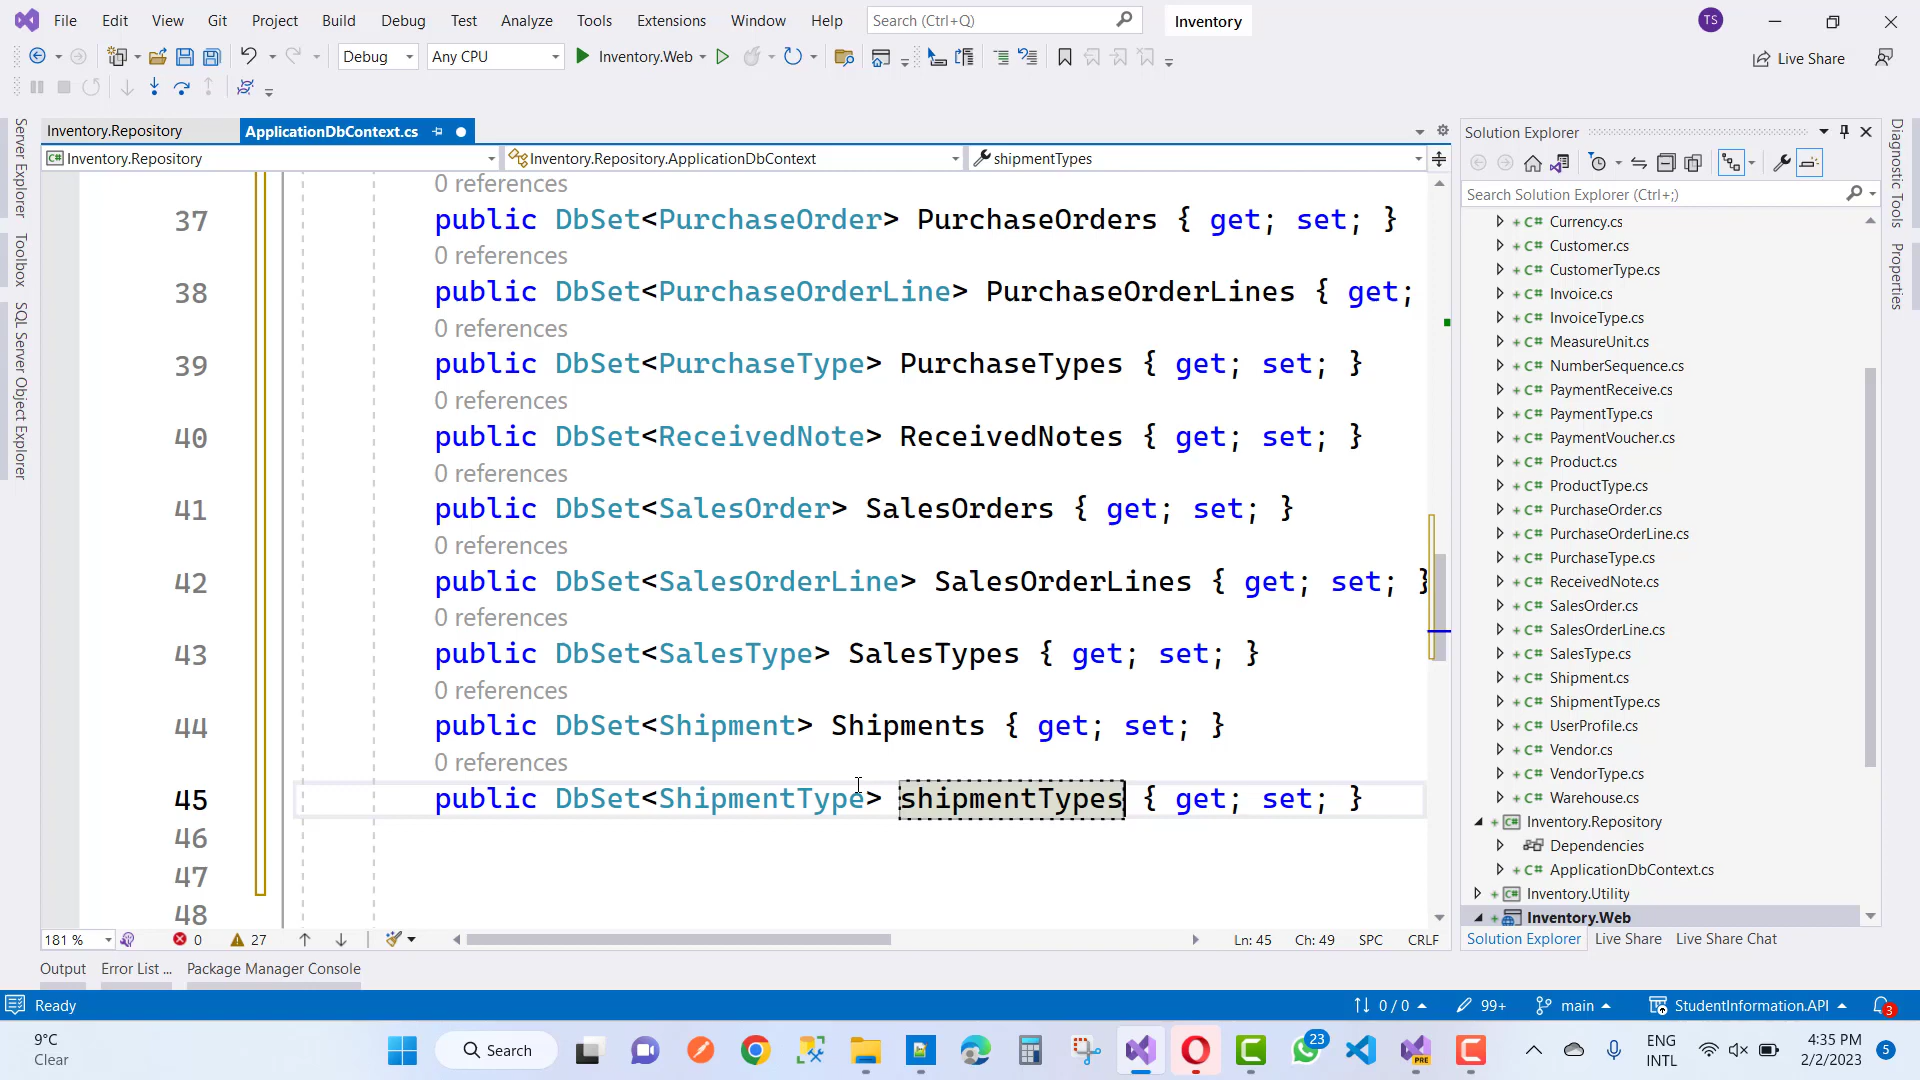 File Edit View Git Project Build Debug Test Analyze Tools Extensions Window Help Search (Ctrl+Q) Inventory TS
Debug Any CPU Inventory.Web Live Share
Inventory.Repository ApplicationDbContext.cs
Inventory.Repository Inventory.Repository.ApplicationDbContext shipmentTypes
Server Explorer
Toolbox
SQL Server Object Explorer
0 references
37 public DbSet<PurchaseOrder> PurchaseOrders { get; set; }
0 references
38 public DbSet<PurchaseOrderLine> PurchaseOrderLines { get;
0 references
39 public DbSet<PurchaseType> PurchaseTypes { get; set; }
0 references
40 public DbSet<ReceivedNote> ReceivedNotes { get; set; }
0 references
41 public DbSet<SalesOrder> SalesOrders { get; set; }
0 references
42 public DbSet<SalesOrderLine> SalesOrderLines { get; set; }
0 references
43 public DbSet<SalesType> SalesTypes { get; set; }
0 references
44 public DbSet<Shipment> Shipments { get; set; }
0 references
45 public DbSet<ShipmentType> shipmentTypes { get; set; }
46
47
48
181 % 0 27 Ln: 45 Ch: 49 SPC CRLF
Output Error List ... Package Manager Console
Solution Explorer
Search Solution Explorer (Ctrl+;)
C# Currency.cs
C# Customer.cs
C# CustomerType.cs
C# Invoice.cs
C# InvoiceType.cs
C# MeasureUnit.cs
C# NumberSequence.cs
C# PaymentReceive.cs
C# PaymentType.cs
C# PaymentVoucher.cs
C# Product.cs
C# ProductType.cs
C# PurchaseOrder.cs
C# PurchaseOrderLine.cs
C# PurchaseType.cs
C# ReceivedNote.cs
C# SalesOrder.cs
C# SalesOrderLine.cs
C# SalesType.cs
C# Shipment.cs
C# ShipmentType.cs
C# UserProfile.cs
C# Vendor.cs
C# VendorType.cs
C# Warehouse.cs
Inventory.Repository
Dependencies
C# ApplicationDbContext.cs
Inventory.Utility
Inventory.Web
Solution Explorer Live Share Live Share Chat
Diagnostic Tools
Properties
Ready 0 / 0 99+ main StudentInformation.API 3
9°C
Clear
Search 23 PRE
ENG
INTL
4:35 PM
2/2/2023
5